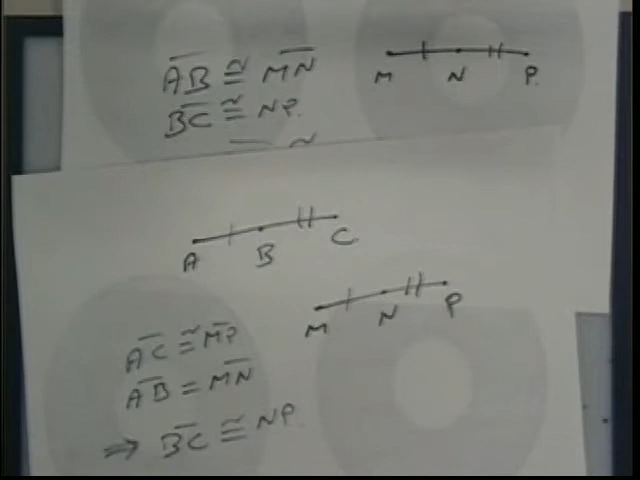 AB ≅ MN
BC ≅ NP.
M N P.
≅
A B C
M N P
AC ≅ MP
AB = MN
⇒ BC ≅ NP.